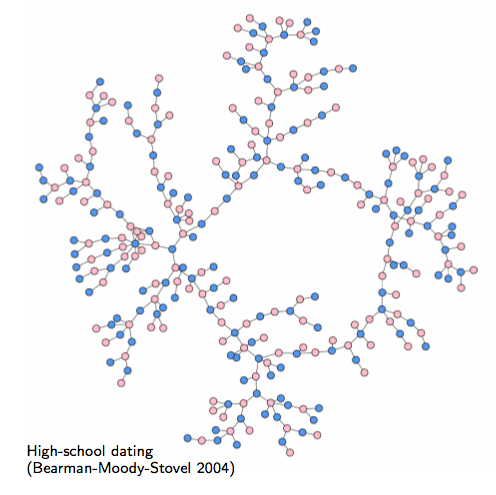 High-school dating
(Bearman-Moody-Stovel 2004)